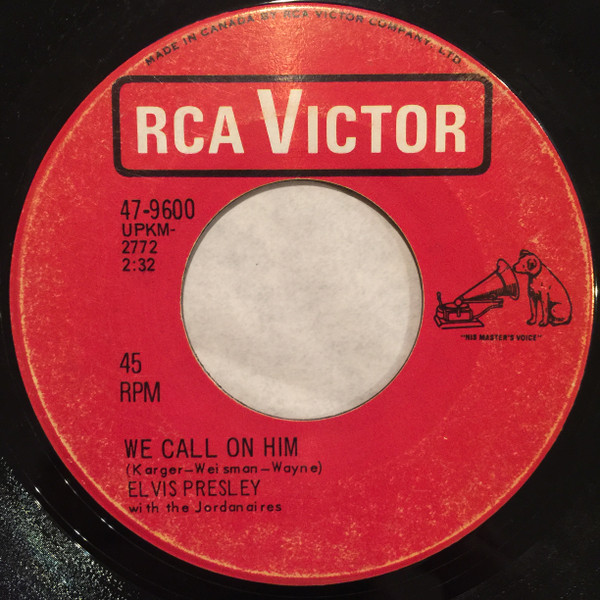 MADE IN CANADA BY RCA VICTOR COMPANY, LTD.
RCA VICTOR
47-9600
UPKM-
2772
2:32
"HIS MASTER'S VOICE"
45
RPM
WE CALL ON HIM
(Karger-Weisman-Wayne)
ELVIS PRESLEY
with the Jordanaires